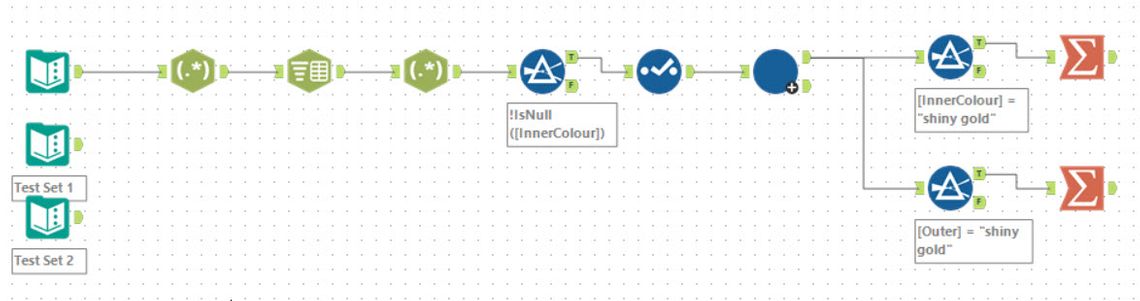 (.*)
(.*)
T
F
!IsNull
([InnerColour])
T
F
[InnerColour] =
"shiny gold"
Σ
Test Set 1
Test Set 2
T
F
[Outer] = "shiny
gold"
Σ